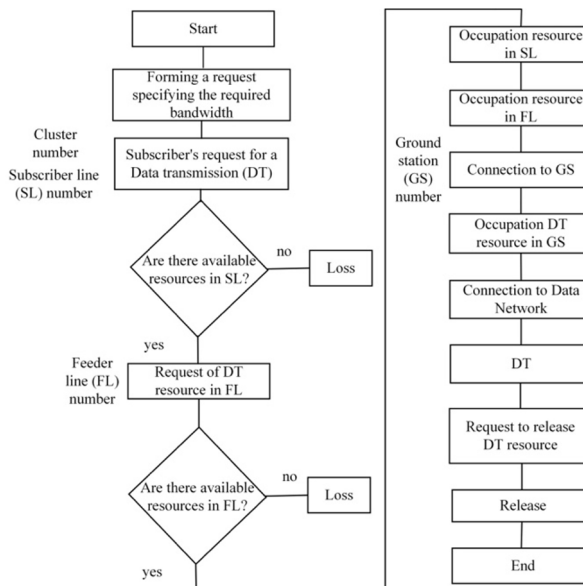 Start
Forming a request
specifying the required
bandwidth
Cluster
number
Subscriber line
(SL) number
Subscriber's request for a
Data transmission (DT)
Are there available
resources in SL?
no
Loss
yes
Feeder
line (FL)
number
Request of DT
resource in FL
Are there available
resources in FL?
no
Loss
yes
Occupation resource
in SL
Occupation resource
in FL
Ground
station
(GS)
number
Connection to GS
Occupation DT
resource in GS
Connection to Data
Network
DT
Request to release
DT resource
Release
End